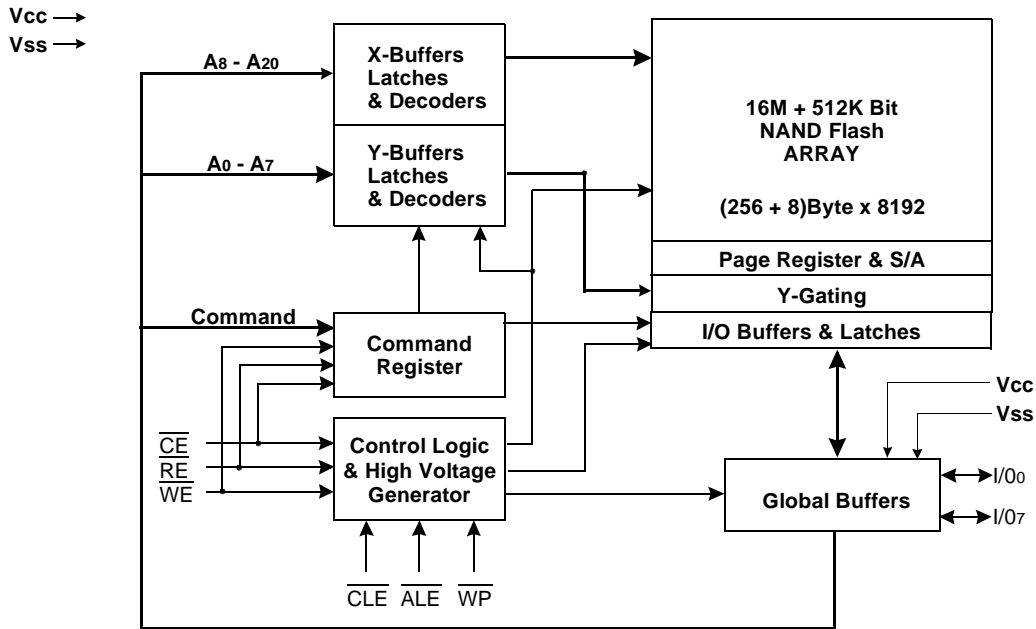 Vcc
Vss
A8 - A20
X-Buffers
Latches
& Decoders
A0 - A7
Y-Buffers
Latches
& Decoders
16M + 512K Bit
NAND Flash
ARRAY
(256 + 8)Byte x 8192
Page Register & S/A
Y-Gating
I/O Buffers & Latches
Command
Command
Register
CE
RE
WE
Control Logic
& High Voltage
Generator
CLE
ALE
WP
Vcc
Vss
Global Buffers
I/00
I/07